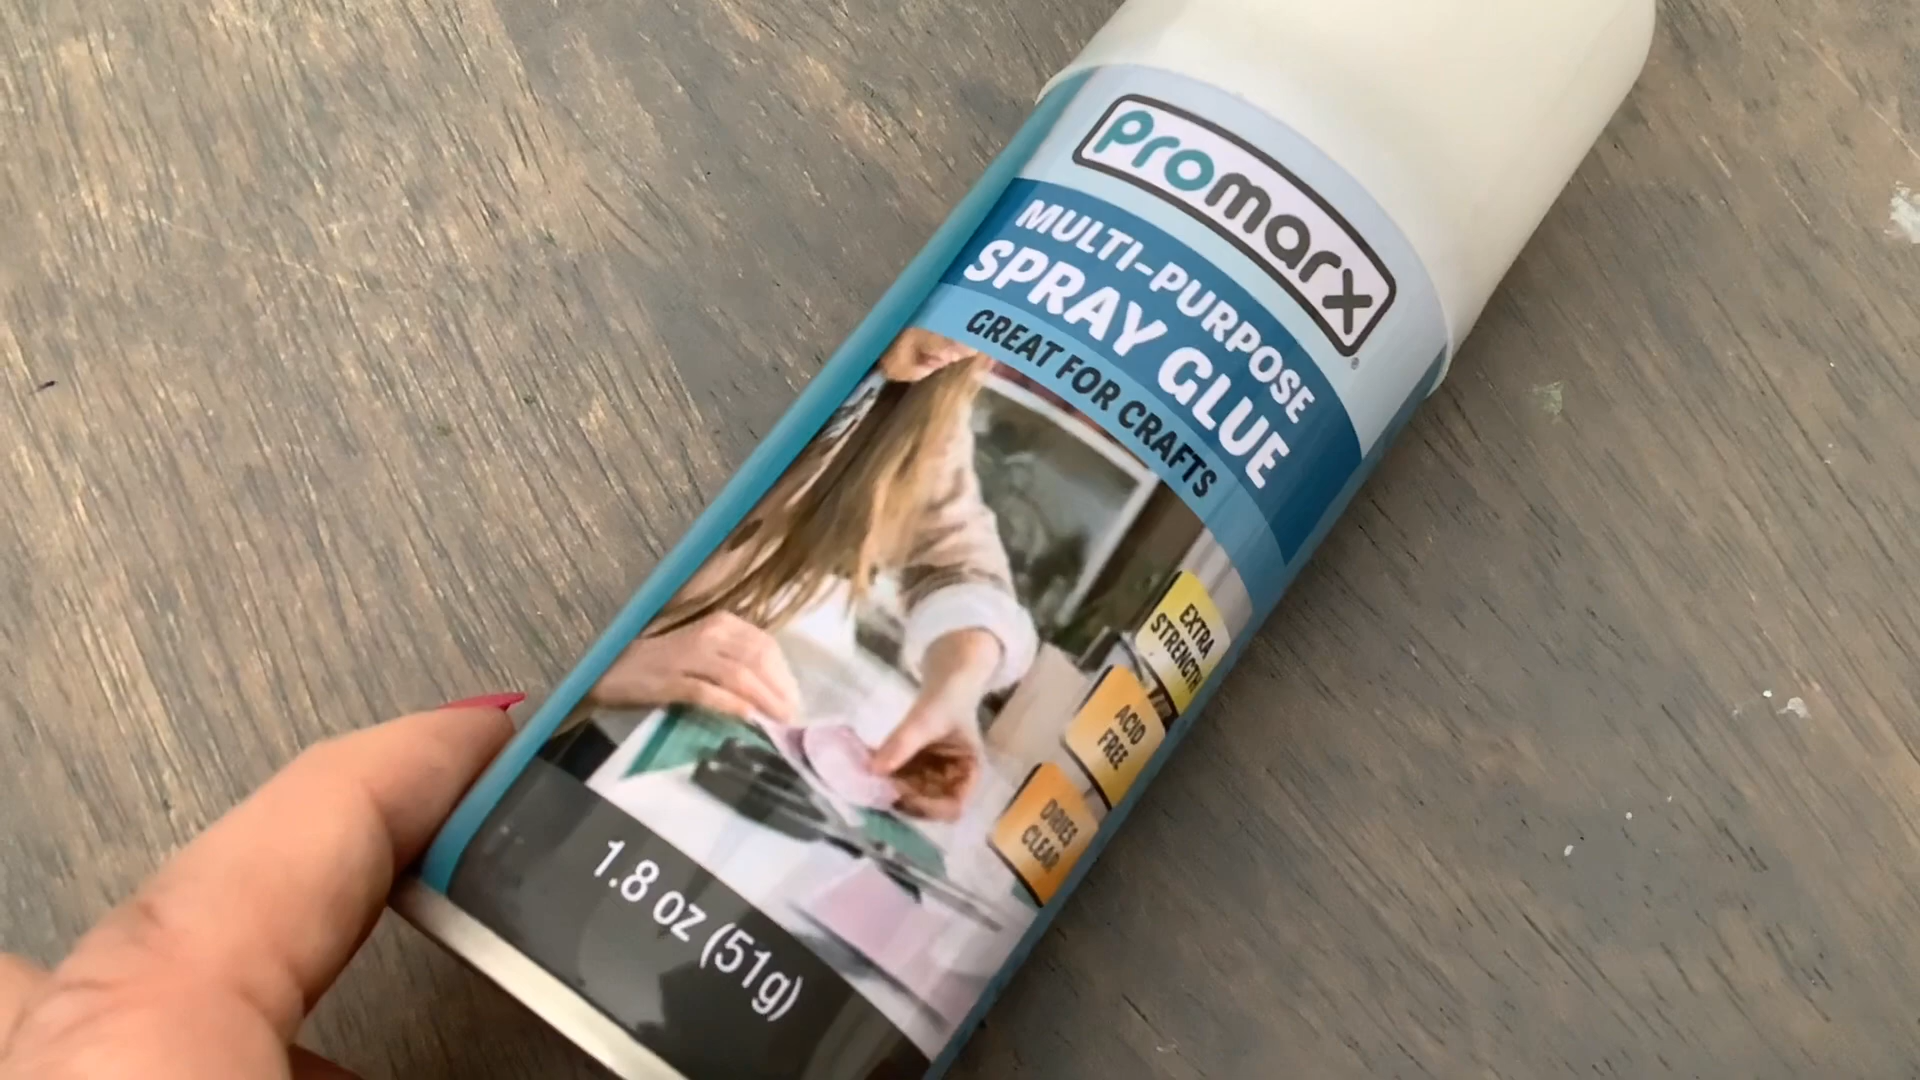 promarx®
MULTI-PURPOSE
SPRAY GLUE
GREAT FOR CRAFTS
EXTRA
STRENGTH
ACID
FREE
DRIES
CLEAR
1.8 oz (51g)